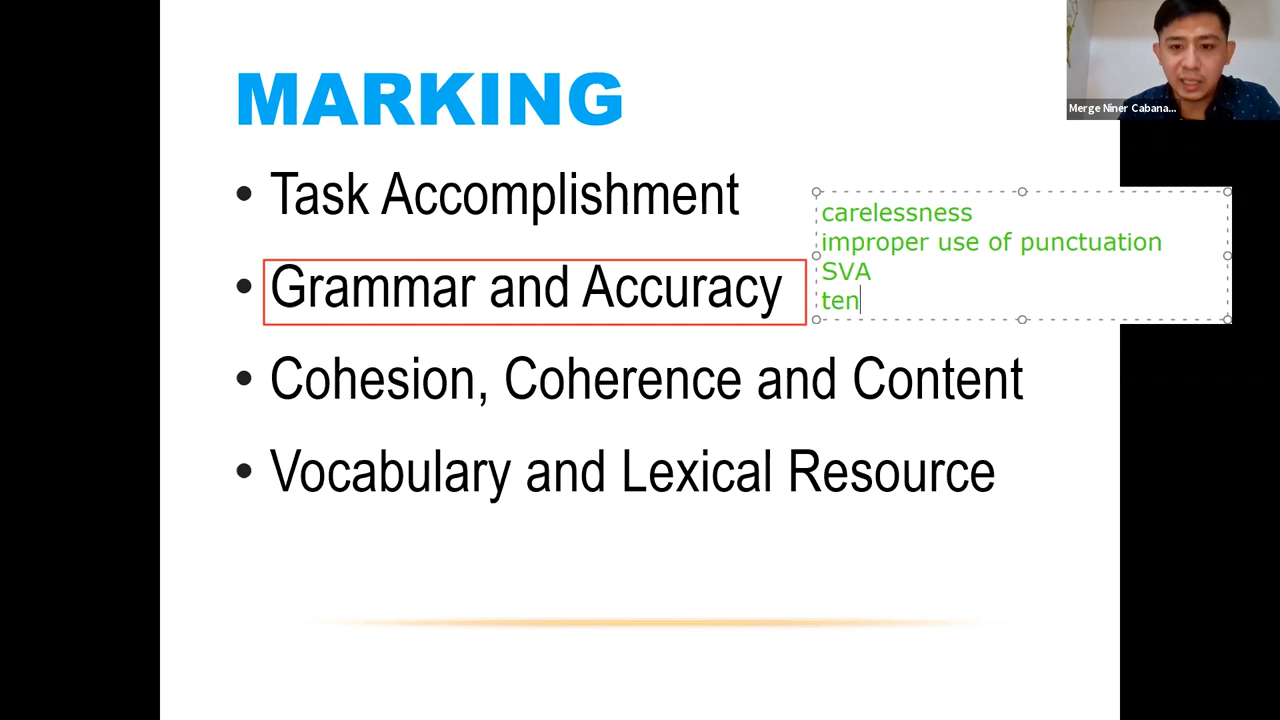 MARKING
• Task Accomplishment
• Grammar and Accuracy
• Cohesion, Coherence and Content
• Vocabulary and Lexical Resource
carelessness
improper use of punctuation
SVA
ten
Merge Niner Cabana...